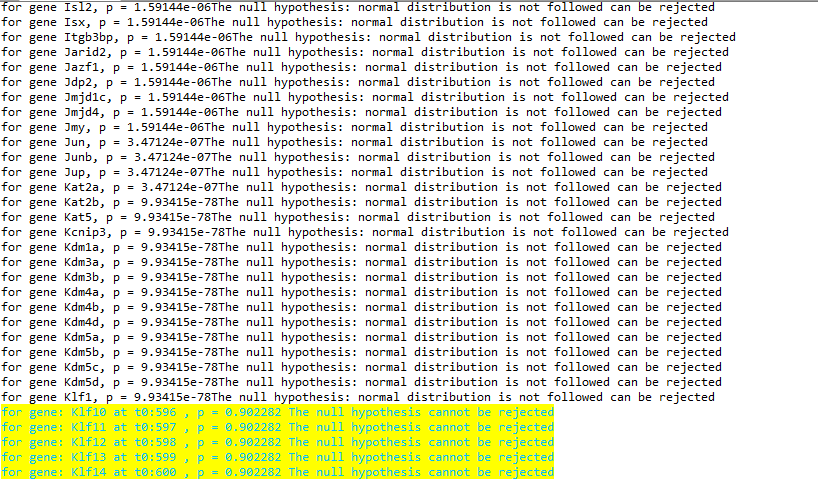 for gene Isl2, p = 1.59144e-06The null hypothesis: normal distribution is not followed can be rejected
for gene Isx, p = 1.59144e-06The null hypothesis: normal distribution is not followed can be rejected
for gene Itgb3bp, p = 1.59144e-06The null hypothesis: normal distribution is not followed can be rejected
for gene Jarid2, p = 1.59144e-06The null hypothesis: normal distribution is not followed can be rejected
for gene Jazf1, p = 1.59144e-06The null hypothesis: normal distribution is not followed can be rejected
for gene Jdp2, p = 1.59144e-06The null hypothesis: normal distribution is not followed can be rejected
for gene Jmjd1c, p = 1.59144e-06The null hypothesis: normal distribution is not followed can be rejected
for gene Jmjd4, p = 1.59144e-06The null hypothesis: normal distribution is not followed can be rejected
for gene Jmy, p = 1.59144e-06The null hypothesis: normal distribution is not followed can be rejected
for gene Jun, p = 3.47124e-07The null hypothesis: normal distribution is not followed can be rejected
for gene Junb, p = 3.47124e-07The null hypothesis: normal distribution is not followed can be rejected
for gene Jup, p = 3.47124e-07The null hypothesis: normal distribution is not followed can be rejected
for gene Kat2a, p = 3.47124e-07The null hypothesis: normal distribution is not followed can be rejected
for gene Kat2b, p = 9.93415e-78The null hypothesis: normal distribution is not followed can be rejected
for gene Kat5, p = 9.93415e-78The null hypothesis: normal distribution is not followed can be rejected
for gene Kcnip3, p = 9.93415e-78The null hypothesis: normal distribution is not followed can be rejected
for gene Kdm1a, p = 9.93415e-78The null hypothesis: normal distribution is not followed can be rejected
for gene Kdm3a, p = 9.93415e-78The null hypothesis: normal distribution is not followed can be rejected
for gene Kdm3b, p = 9.93415e-78The null hypothesis: normal distribution is not followed can be rejected
for gene Kdm4a, p = 9.93415e-78The null hypothesis: normal distribution is not followed can be rejected
for gene Kdm4b, p = 9.93415e-78The null hypothesis: normal distribution is not followed can be rejected
for gene Kdm4d, p = 9.93415e-78The null hypothesis: normal distribution is not followed can be rejected
for gene Kdm5a, p = 9.93415e-78The null hypothesis: normal distribution is not followed can be rejected
for gene Kdm5b, p = 9.93415e-78The null hypothesis: normal distribution is not followed can be rejected
for gene Kdm5c, p = 9.93415e-78The null hypothesis: normal distribution is not followed can be rejected
for gene Kdm5d, p = 9.93415e-78The null hypothesis: normal distribution is not followed can be rejected
for gene Klf1, p = 9.93415e-78The null hypothesis: normal distribution is not followed can be rejected
for gene: Klf10 at t0:596 , p = 0.902282 The null hypothesis cannot be rejected
for gene: Klf11 at t0:597 , p = 0.902282 The null hypothesis cannot be rejected
for gene: Klf12 at t0:598 , p = 0.902282 The null hypothesis cannot be rejected
for gene: Klf13 at t0:599 , p = 0.902282 The null hypothesis cannot be rejected
for gene: Klf14 at t0:600 , p = 0.902282 The null hypothesis cannot be rejected